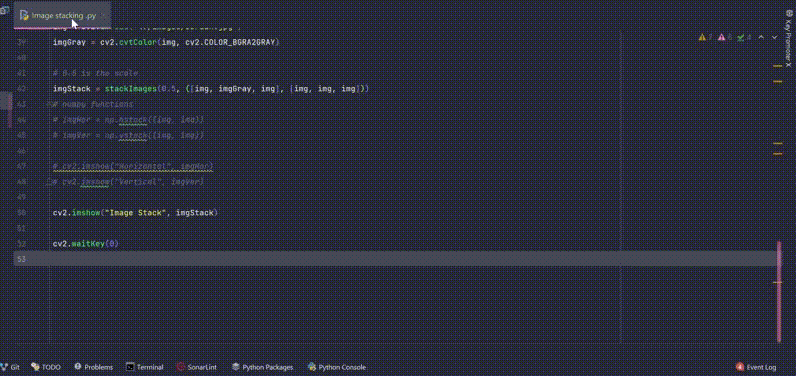 Image stacking .py
39 imgGray = cv2.cvtColor(img, cv2.COLOR_BGRA2GRAY)
40
41 # 0.5 is the scale
42 imgStack = stackImages(0.5, ([img, imgGray, img], [img, img, img]))
43 # numpy functions
44 # imgHor = np.hstack((img, img))
45 # imgVer = np.vstack((img, img))
46
47 # cv2.imshow("Horizontal", imgHor)
48 # cv2.imshow("Vertical", imgVer)
49
50 cv2.imshow("Image Stack", imgStack)
51
52 cv2.waitKey(0)
53
Key Promoter X
Git TODO Problems Terminal SonarLint Python Packages Python Console Event Log